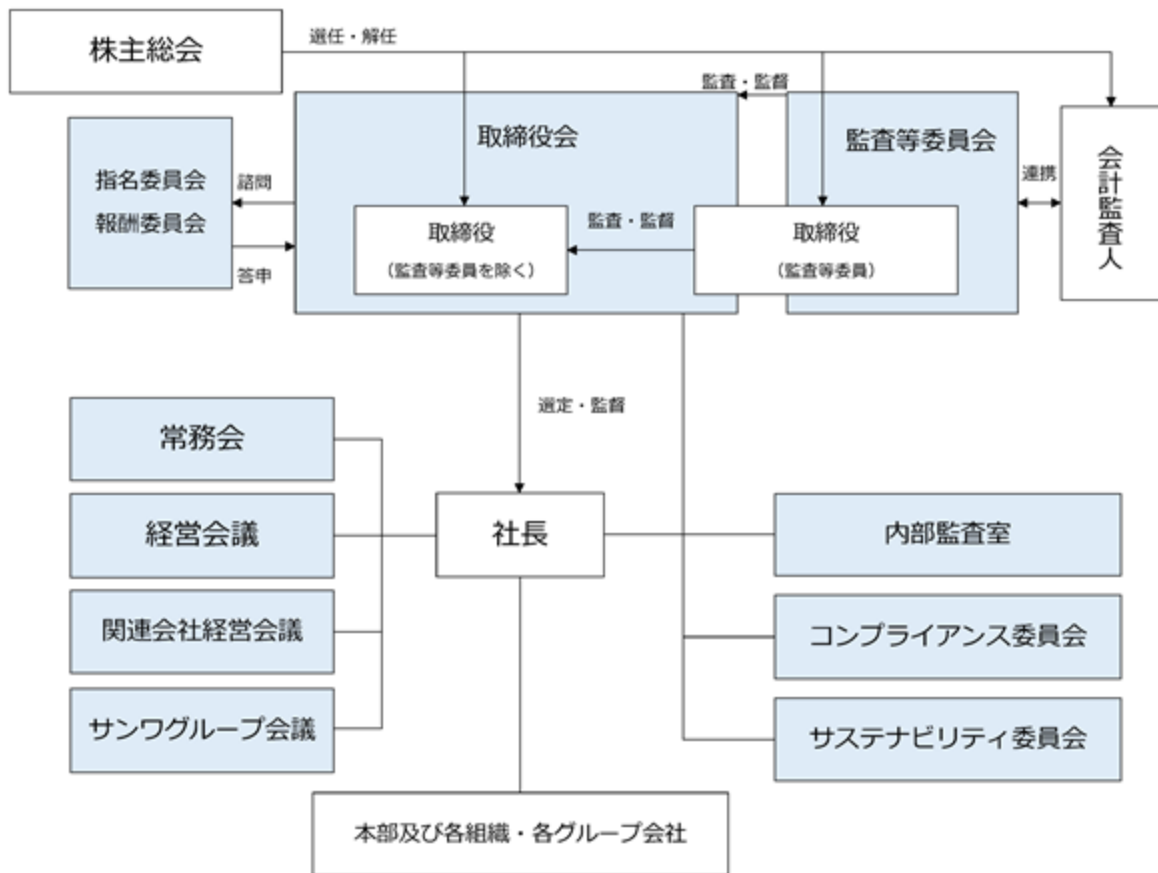 株主総会
選任・解任
監査・監督
取締役会
監査等委員会
指名委員会
報酬委員会
諮問
答申
連携
会計監査人
取締役
（監査等委員を除く）
監査・監督
取締役
（監査等委員）
選定・監督
常務会
経営会議
関連会社経営会議
サンワグループ会議
社長
内部監査室
コンプライアンス委員会
サステナビリティ委員会
本部及び各組織・各グループ会社